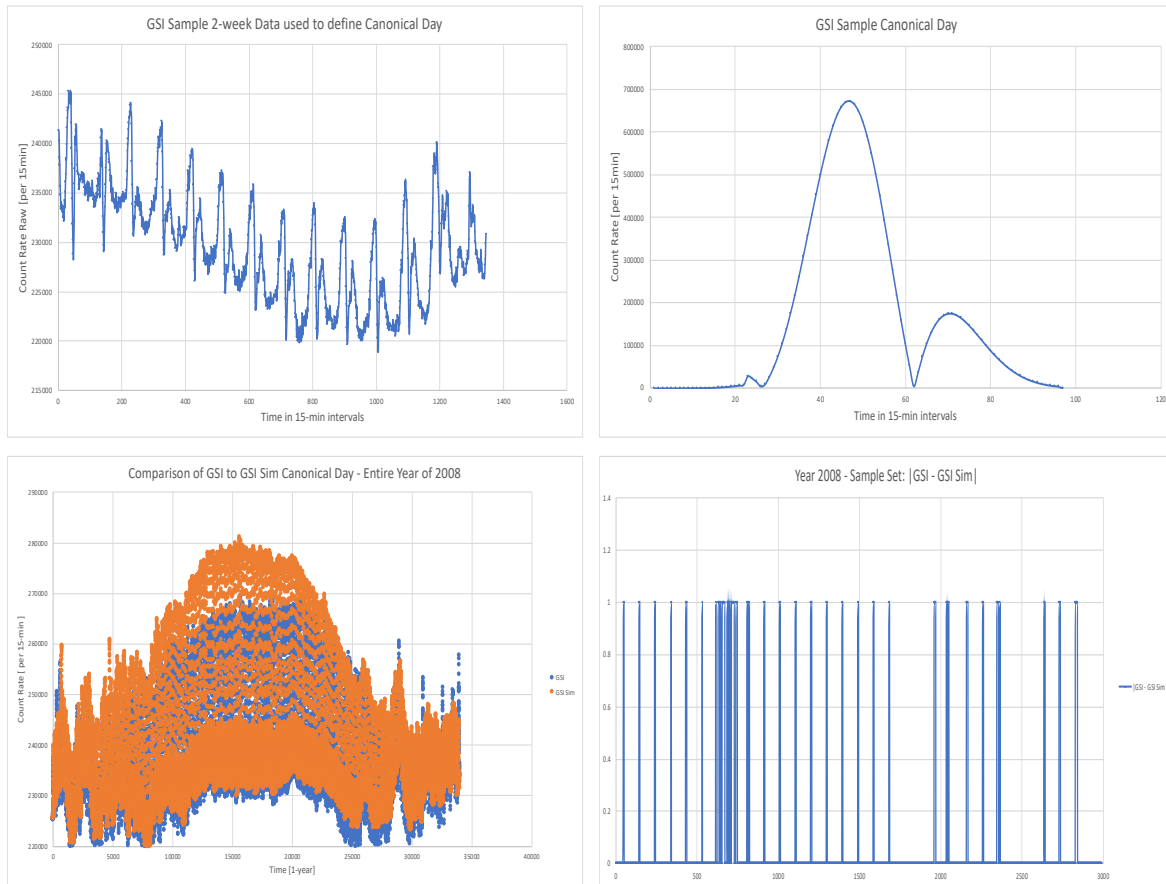 GSI Sample 2-week Data used to define Canonical Day
250000
245000
240000
235000
230000
225000
220000
215000
Count Rate Raw [per 15min]
0 200 400 600 800 1000 1200 1400 1600
Time in 15-min intervals
GSI Sample Canonical Day
800000
700000
600000
500000
400000
300000
200000
100000
0
Count Rate [per 15min]
0 20 40 60 80 100 120
Time in 15-min intervals
Comparison of GSI to GSI Sim Canonical Day - Entire Year of 2008
290000
280000
270000
260000
250000
240000
230000
220000
Count Rate [ per 15-min ]
0 5000 10000 15000 20000 25000 30000 35000 40000
Time [1-year]
GSI
GSI Sim
Year 2008 - Sample Set: |GSI - GSI Sim|
1.4
1.2
1
0.8
0.6
0.4
0.2
0
0 500 1000 1500 2000 2500 3000
|GSI - GSI Sim